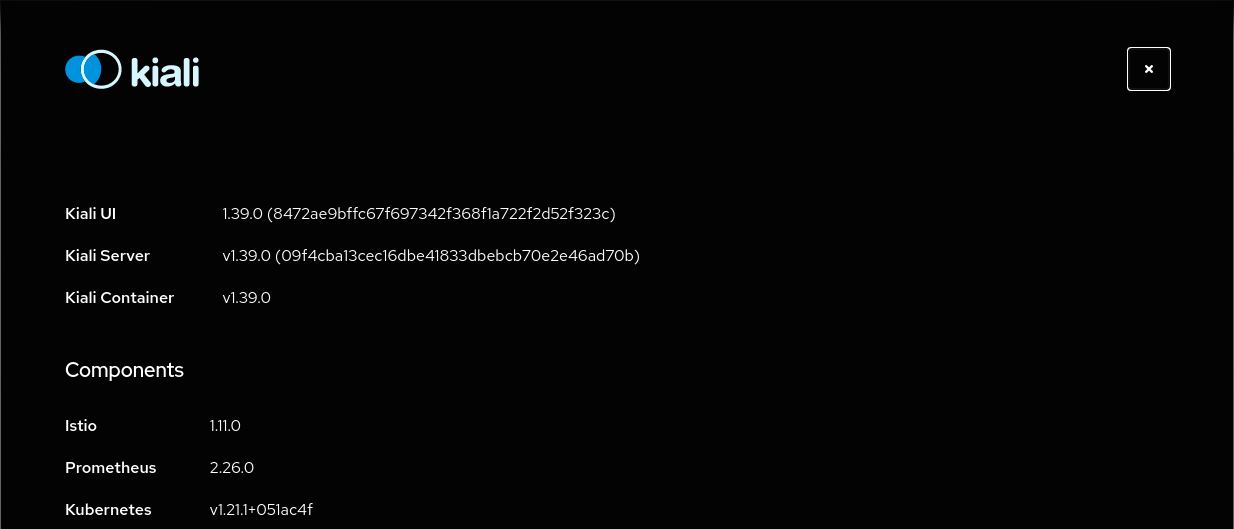 kiali
Kiali UI 1.39.0 (8472ae9bffc67f697342f368f1a722f2d52f323c)
Kiali Server v1.39.0 (09f4cba13cec16dbe41833dbebcb70e2e46ad70b)
Kiali Container v1.39.0
Components
Istio 1.11.0
Prometheus 2.26.0
Kubernetes v1.21.1+051ac4f